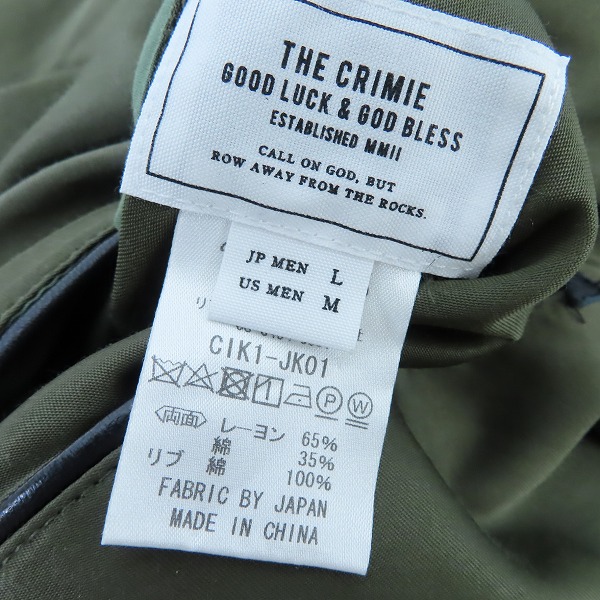 THE CRIMIE
GOOD LUCK & GOD BLESS
ESTABLISHED MMII
CALL ON GOD, BUT
ROW AWAY FROM THE ROCKS.
JP MEN L
US MEN M
CIK1-JK01
P W
〈両面〉 レーヨン 65%
綿 35%
リブ 綿 100%
FABRIC BY JAPAN
MADE IN CHINA